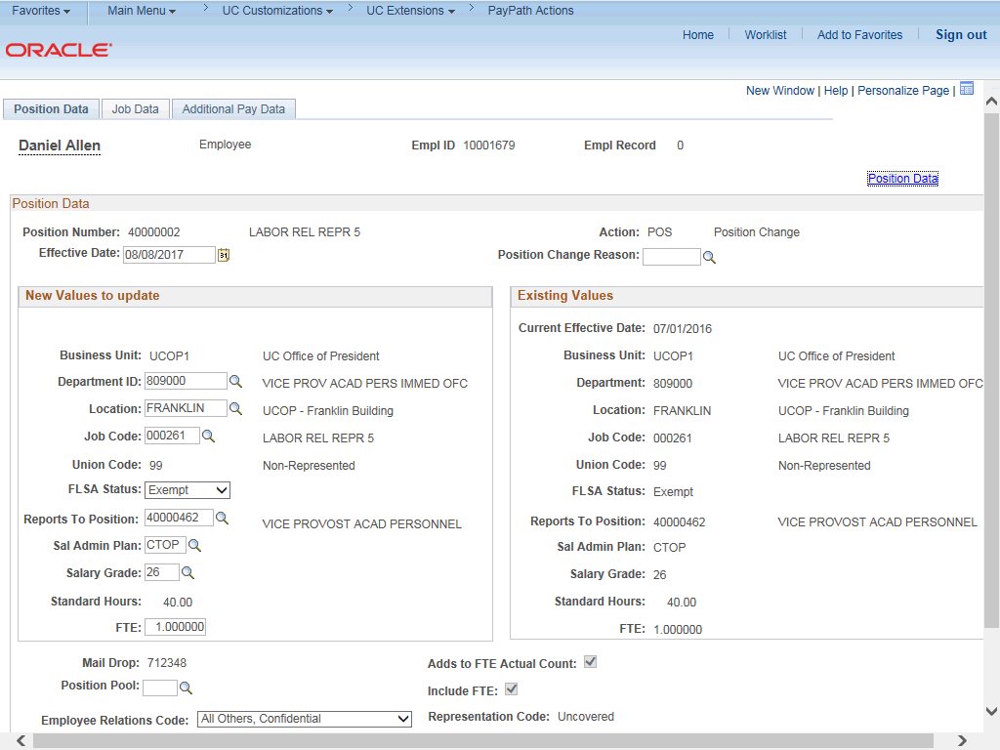 Favorites Main Menu > UC Customizations > UC Extensions > PayPath Actions
Home Worklist Add to Favorites Sign out
ORACLE
New Window | Help | Personalize Page |
Position Data Job Data Additional Pay Data
Daniel Allen Employee Empl ID 10001679 Empl Record 0
Position Data
Position Data
Position Number: 40000002 LABOR REL REPR 5 Action: POS Position Change
Effective Date: 08/08/2017 31 Position Change Reason:
New Values to update
Business Unit: UCOP1 UC Office of President
Department ID: 809000 VICE PROV ACAD PERS IMMED OFC
Location: FRANKLIN UCOP - Franklin Building
Job Code: 000261 LABOR REL REPR 5
Union Code: 99 Non-Represented
FLSA Status: Exempt
Reports To Position: 40000462 VICE PROVOST ACAD PERSONNEL
Sal Admin Plan: CTOP
Salary Grade: 26
Standard Hours: 40.00
FTE: 1.000000
Existing Values
Current Effective Date: 07/01/2016
Business Unit: UCOP1 UC Office of President
Department: 809000 VICE PROV ACAD PERS IMMED OFC
Location: FRANKLIN UCOP - Franklin Building
Job Code: 000261 LABOR REL REPR 5
Union Code: 99 Non-Represented
FLSA Status: Exempt
Reports To Position: 40000462 VICE PROVOST ACAD PERSONNEL
Sal Admin Plan: CTOP
Salary Grade: 26
Standard Hours: 40.00
FTE: 1.000000
Mail Drop: 712348 Adds to FTE Actual Count:
Position Pool: Include FTE:
Employee Relations Code: All Others, Confidential Representation Code: Uncovered